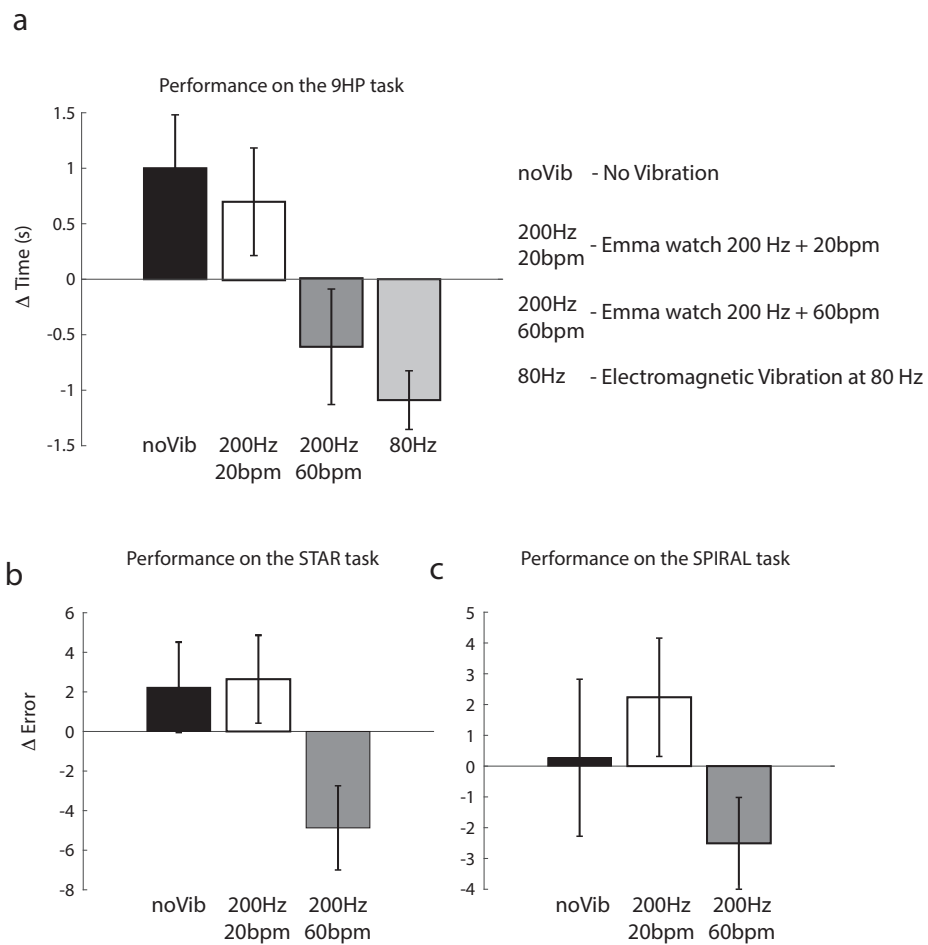 a
Performance on the 9HP task
1.5
1
0.5
0
-0.5
-1
-1.5
Δ Time (s)
noVib 200Hz 200Hz 80Hz
20bpm 60bpm
noVib - No Vibration
200Hz
20bpm - Emma watch 200 Hz + 20bpm
200Hz
60bpm - Emma watch 200 Hz + 60bpm
80Hz - Electromagnetic Vibration at 80 Hz
b
Performance on the STAR task
6
4
2
0
-2
-4
-6
-8
Δ Error
noVib 200Hz 200Hz
20bpm 60bpm
c
Performance on the SPIRAL task
5
4
3
2
1
0
-1
-2
-3
-4
noVib 200Hz 200Hz
20bpm 60bpm